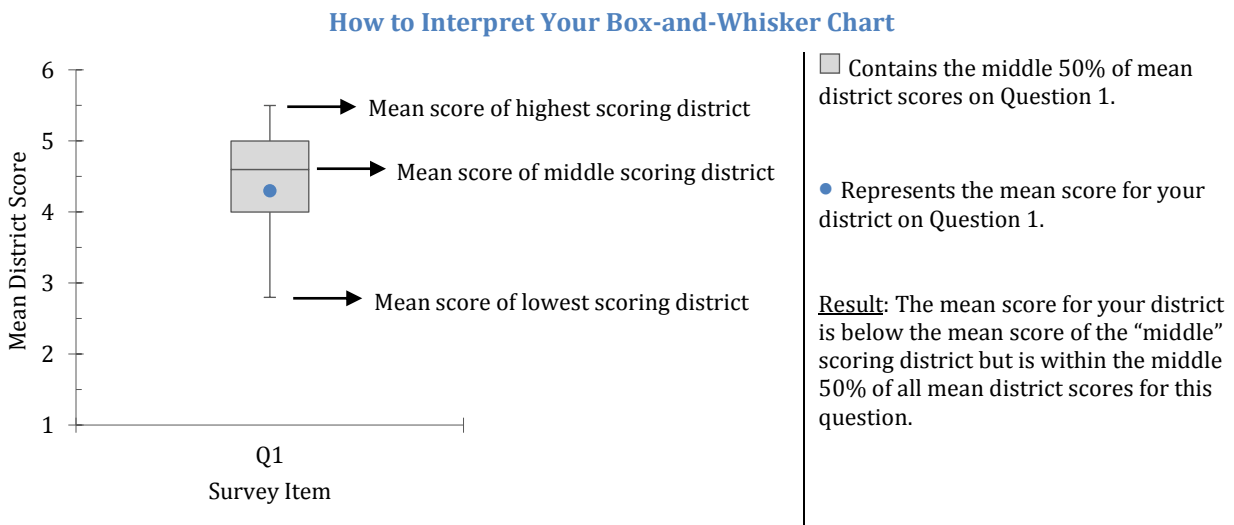 How to Interpret Your Box-and-Whisker Chart
6
5
4
3
2
1
Mean District Score
Mean score of highest scoring district
Mean score of middle scoring district
Mean score of lowest scoring district
Q1
Survey Item
Contains the middle 50% of mean
district scores on Question 1.
Represents the mean score for your
district on Question 1.
Result: The mean score for your district
is below the mean score of the “middle”
scoring district but is within the middle
50% of all mean district scores for this
question.